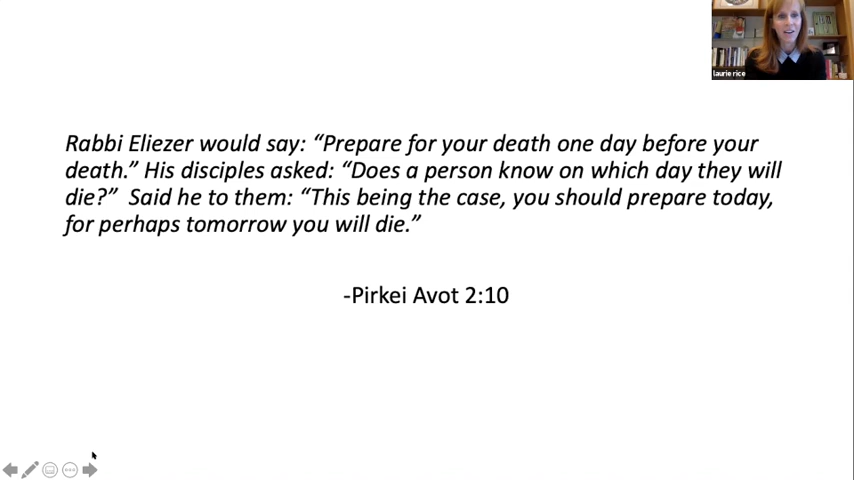 laurie rice
Rabbi Eliezer would say: “Prepare for your death one day before your
death.” His disciples asked: “Does a person know on which day they will
die?”  Said he to them: “This being the case, you should prepare today,
for perhaps tomorrow you will die.”
-Pirkei Avot 2:10